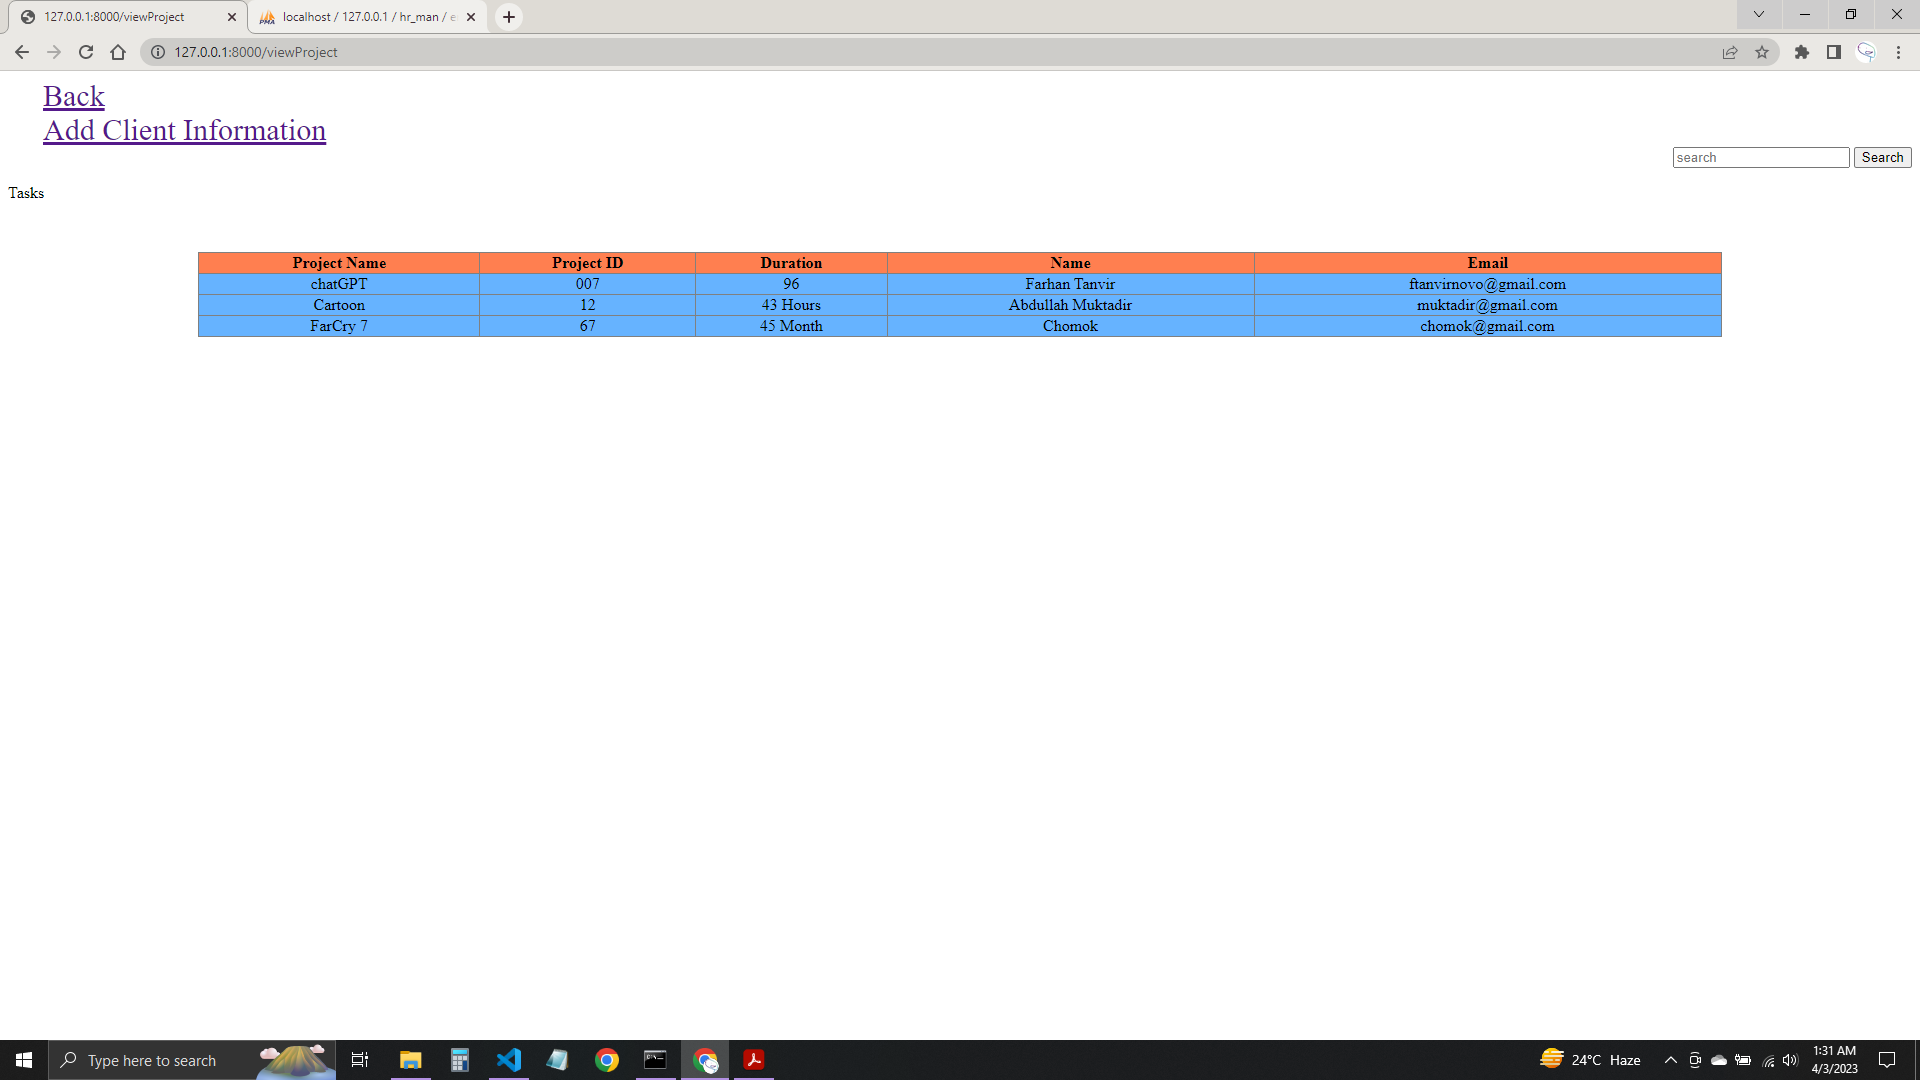 127.0.0.1:8000/viewProject
localhost / 127.0.0.1 / hr_man /
127.0.0.1:8000/viewProject
Back
Add Client Information
search Search
Tasks
Project Name Project ID Duration Name Email
chatGPT 007 96 Farhan Tanvir ftanvirnovo@gmail.com
Cartoon 12 43 Hours Abdullah Muktadir muktadir@gmail.com
FarCry 7 67 45 Month Chomok chomok@gmail.com
Type here to search
24°C Haze
1:31 AM
4/3/2023